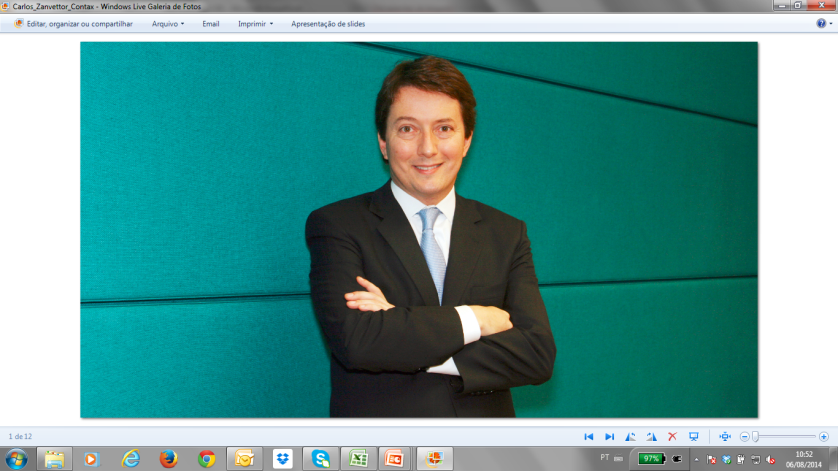 Carlos_Zanvettor_Contax - Windows Live Galeria de Fotos
Editar, organizar ou compartilhar Arquivo Email Imprimir Apresentação de slides
1 de 12
PT 97% 10:52
06/08/2014